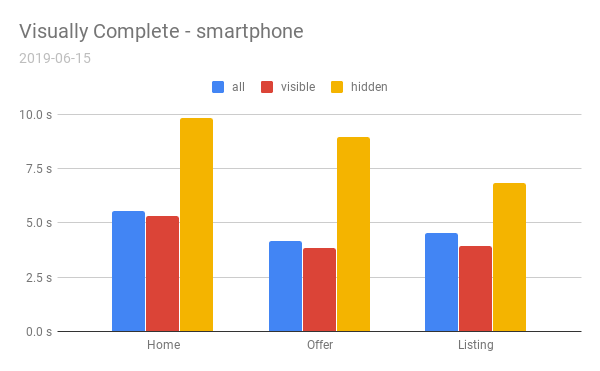 Visually Complete - smartphone
2019-06-15
all visible hidden
10.0 s
7.5 s
5.0 s
2.5 s
0.0 s
Home Offer Listing